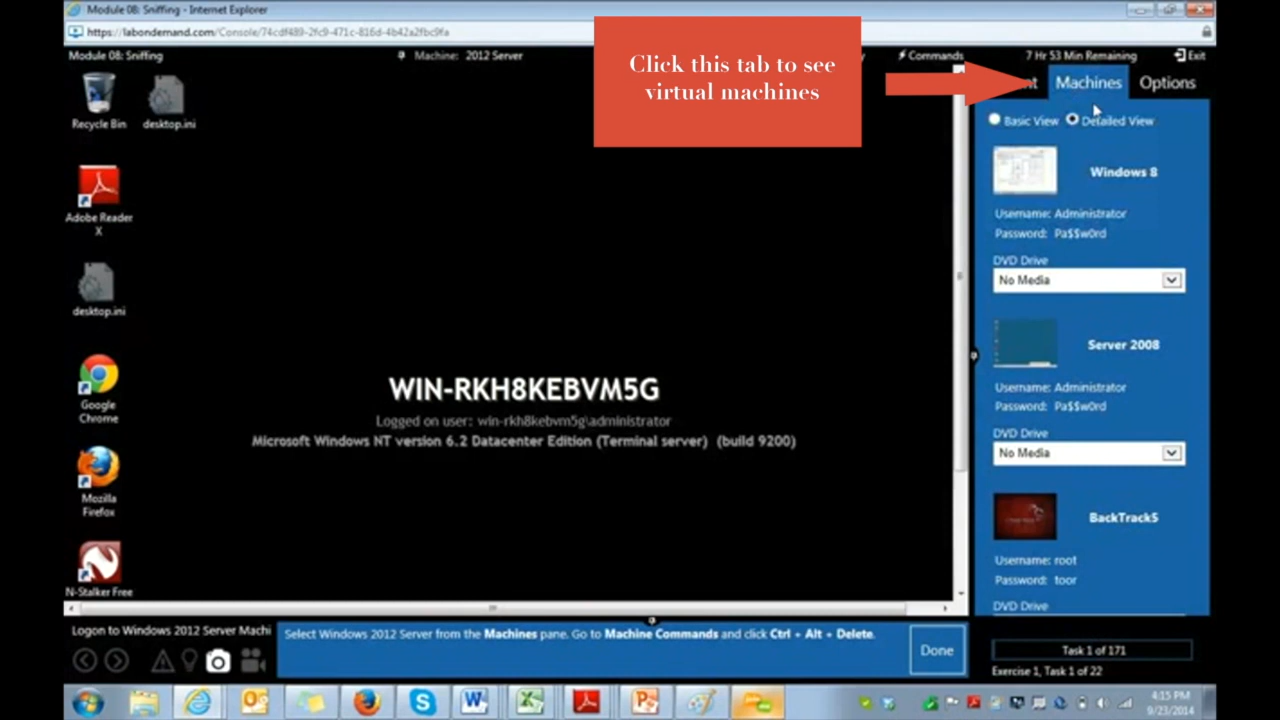 Module 08: Sniffing - Internet Explorer
https://labondemand.com/Console/74cdf489-2fc9-471c-816d-4b42a2fbc9fa
Module 08: Sniffing
Machine: 2012 Server
Commands
7 Hr 53 Min Remaining
Exit
Click this tab to see
virtual machines
Machines
Options
Basic View
Detailed View
Recycle Bin
desktop.ini
Adobe Reader
X
desktop.ini
Google
Chrome
Mozilla
Firefox
N-Stalker Free
WIN-RKH8KEBVM5G
Logged on user: win-rkh8kebvm5g\administrator
Microsoft Windows NT version 6.2 Datacenter Edition (Terminal server) (build 9200)
Windows 8
Username: Administrator
Password: Pa$$w0rd
DVD Drive
No Media
Server 2008
Username: Administrator
Password: Pa$$w0rd
DVD Drive
No Media
BackTrack5
Username: root
Password: toor
DVD Drive
Logon to Windows 2012 Server Machi
Select Windows 2012 Server from the Machines pane. Go to Machine Commands and click Ctrl + Alt + Delete.
Done
Task 1 of 171
Exercise 1, Task 1 of 22
4:15 PM
9/23/2014